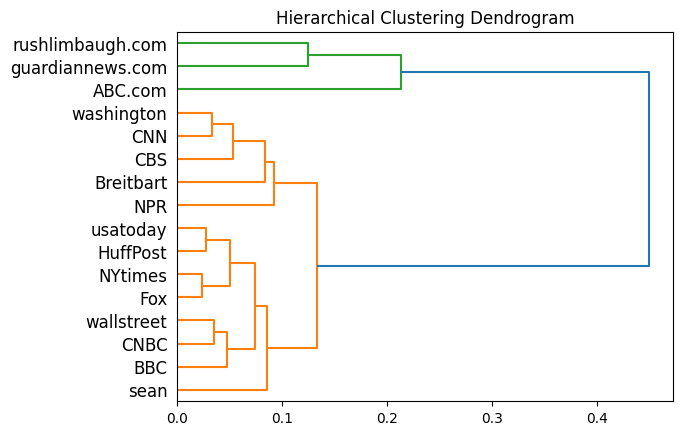 Hierarchical Clustering Dendrogram
rushlimbaugh.com
guardiannews.com
ABC.com
washington
CNN
CBS
Breitbart
NPR
usatoday
HuffPost
NYtimes
Fox
wallstreet
CNBC
BBC
sean
0.0 0.1 0.2 0.3 0.4